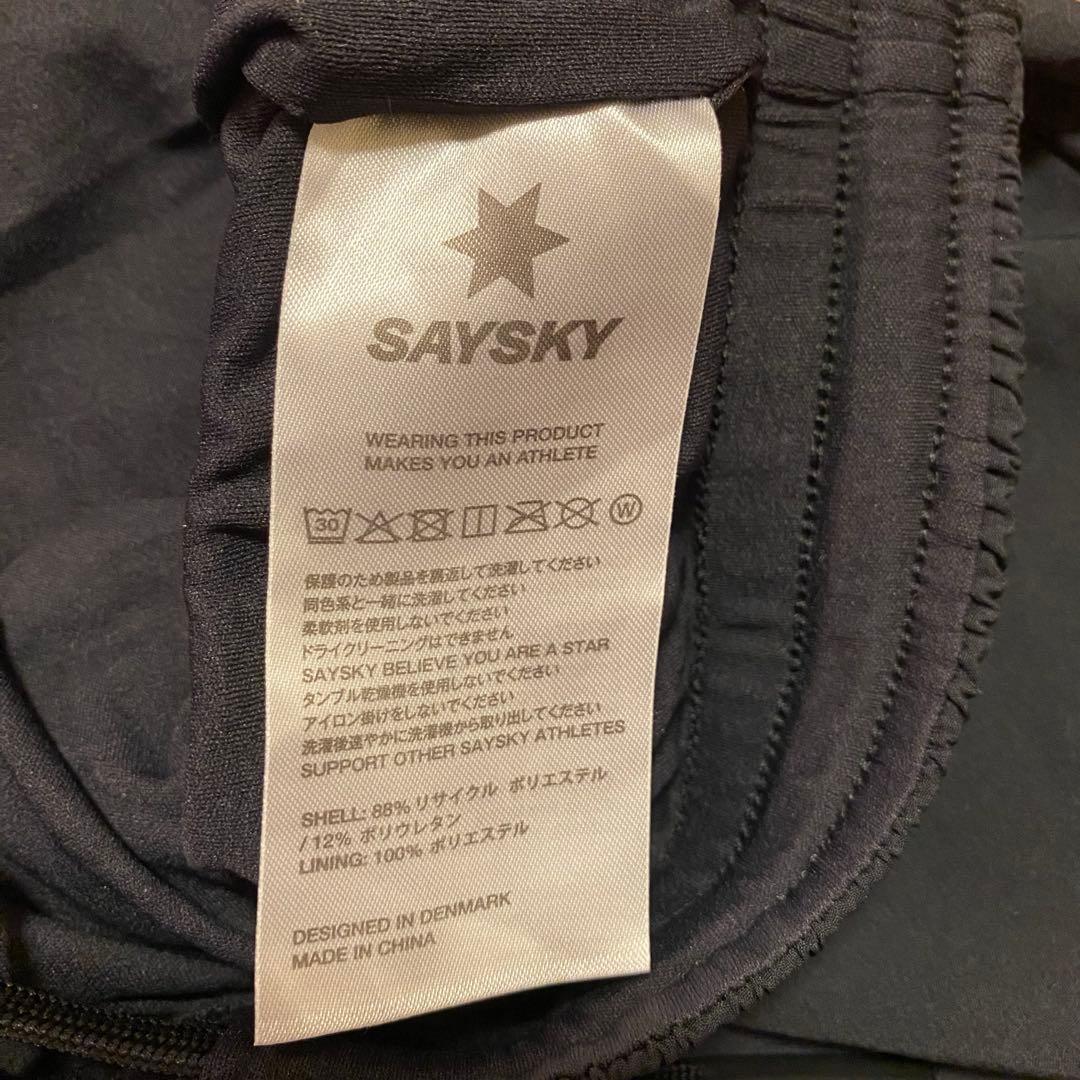 SAYSKY
WEARING THIS PRODUCT
MAKES YOU AN ATHLETE
30 W
保護のため製品を裏返して洗濯してください
同色系と一緒に洗濯してください
柔軟剤を使用しないでください
ドライクリーニングはできません
SAYSKY BELIEVE YOU ARE A STAR
タンブル乾燥機を使用しないでください
アイロン掛けをしないでください
洗濯後速やかに洗濯機から取り出してください
SUPPORT OTHER SAYSKY ATHLETES
SHELL: 88% リサイクル ポリエステル
/ 12% ポリウレタン
LINING: 100% ポリエステル
DESIGNED IN DENMARK
MADE IN CHINA